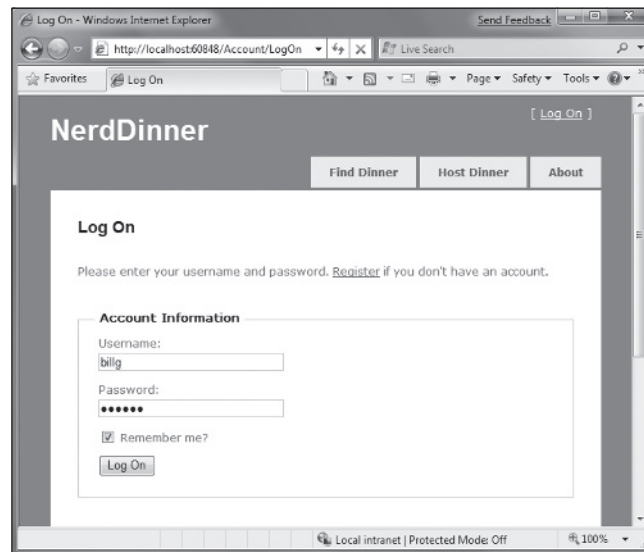 Log On - Windows Internet Explorer
Send Feedback
http://localhost:60848/Account/LogOn
Live Search
Favorites
Log On
Page
Safety
Tools
[ Log On ]
NerdDinner
Find Dinner
Host Dinner
About
Log On
Please enter your username and password. Register if you don't have an account.
Account Information
Username:
billg
Password:
••••••
Remember me?
Log On
Local intranet | Protected Mode: Off
100%